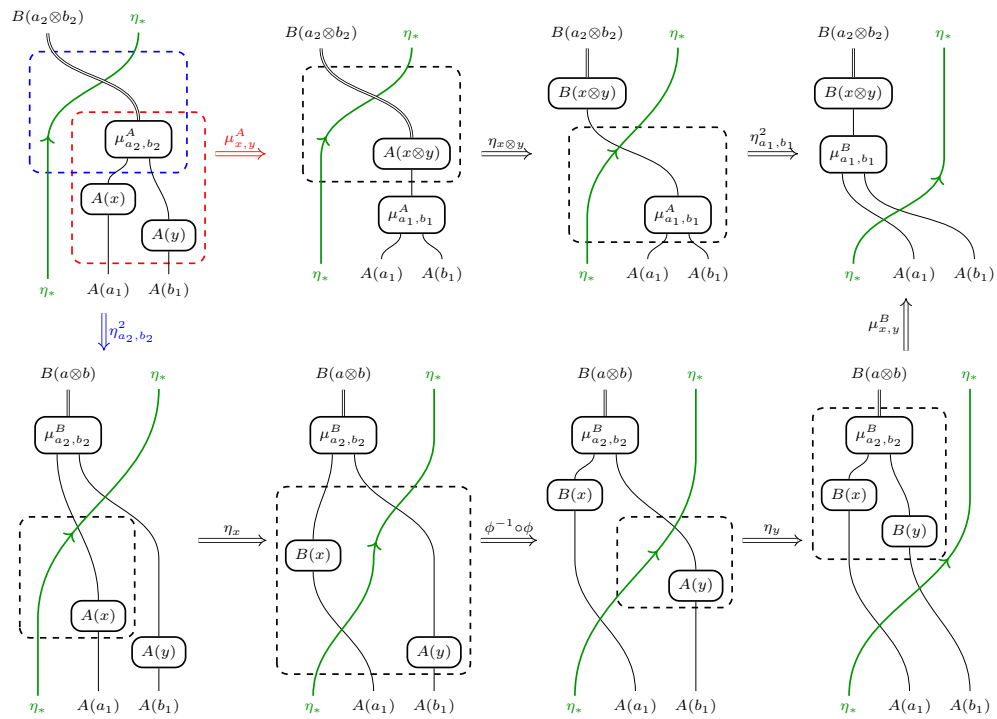 B(a₂⊗b₂) η∗ B(a₂⊗b₂) η∗ B(a₂⊗b₂) η∗ B(a₂⊗b₂) η∗
B(x⊗y) B(x⊗y)
μ^A_{a₂,b₂} μ^A_{x,y} A(x⊗y) η_{x⊗y} η²_{a₁,b₁} μ^B_{a₁,b₁}
A(x) μ^A_{a₁,b₁} μ^A_{a₁,b₁}
A(y)
η∗ A(a₁) A(b₁) η∗ A(a₁) A(b₁) η∗ A(a₁) A(b₁) η∗ A(a₁) A(b₁)
η²_{a₂,b₂} μ^B_{x,y}
B(a⊗b) η∗ B(a⊗b) η∗ B(a⊗b) η∗ B(a⊗b) η∗
μ^B_{a₂,b₂} μ^B_{a₂,b₂} μ^B_{a₂,b₂} μ^B_{a₂,b₂}
B(x) B(x)
η_x B(x) φ⁻¹∘φ η_y B(y)
A(x) A(y)
A(y) A(y)
η∗ A(a₁) A(b₁) η∗ A(a₁) A(b₁) η∗ A(a₁) A(b₁) η∗ A(a₁) A(b₁)